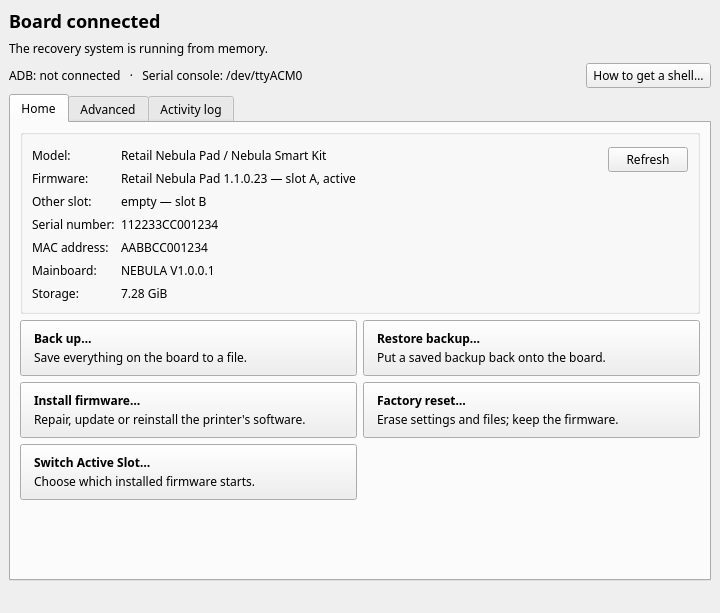 Board connected
The recovery system is running from memory.
ADB: not connected · Serial console: /dev/ttyACM0
How to get a shell...
Home
Advanced
Activity log
Model: Retail Nebula Pad / Nebula Smart Kit
Refresh
Firmware: Retail Nebula Pad 1.1.0.23 — slot A, active
Other slot: empty — slot B
Serial number: 112233CC001234
MAC address: AABBCC001234
Mainboard: NEBULA V1.0.0.1
Storage: 7.28 GiB
Back up...
Save everything on the board to a file.
Restore backup...
Put a saved backup back onto the board.
Install firmware...
Repair, update or reinstall the printer's software.
Factory reset...
Erase settings and files; keep the firmware.
Switch Active Slot...
Choose which installed firmware starts.